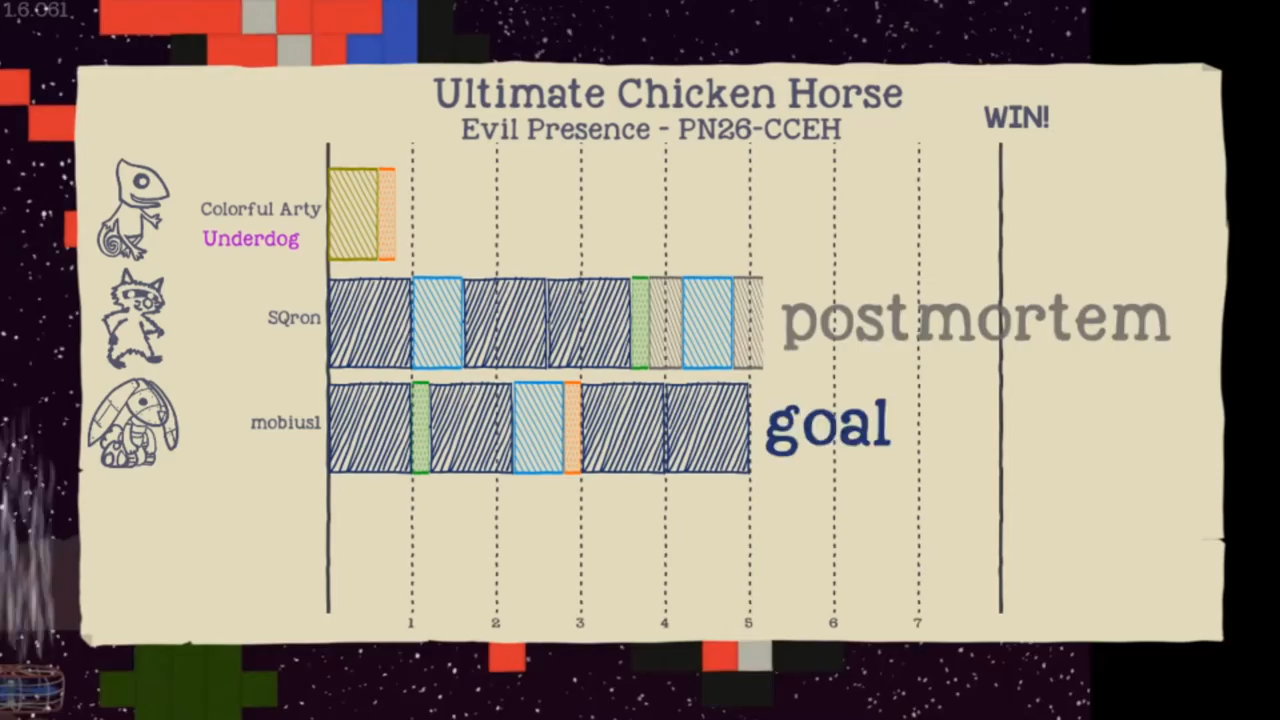 1.6.061
Ultimate Chicken Horse
Evil Presence - PN26-CCEH
WIN!
Colorful Arty
Underdog
SQron
postmortem
mobius1
goal
1 2 3 4 5 6 7